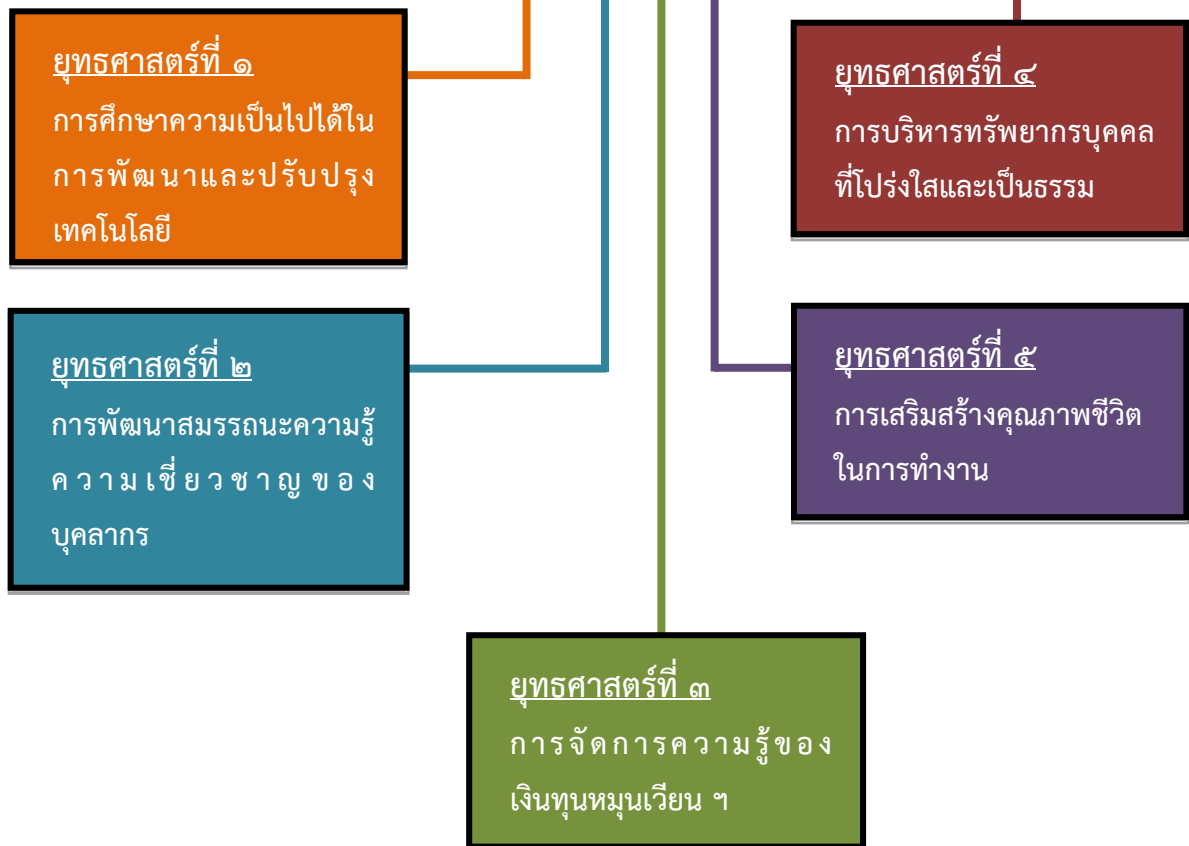 ยุทธศาสตร์ที่ ๑
การศึกษาความเป็นไปได้ใน
การพัฒนาและปรับปรุง
เทคโนโลยี
ยุทธศาสตร์ที่ ๒
การพัฒนาสมรรถนะความรู้
ความเชี่ยวชาญของ
บุคลากร
ยุทธศาสตร์ที่ ๓
การจัดการความรู้ของ
เงินทุนหมุนเวียน ฯ
ยุทธศาสตร์ที่ ๔
การบริหารทรัพยากรบุคคล
ที่โปร่งใสและเป็นธรรม
ยุทธศาสตร์ที่ ๕
การเสริมสร้างคุณภาพชีวิต
ในการทำงาน